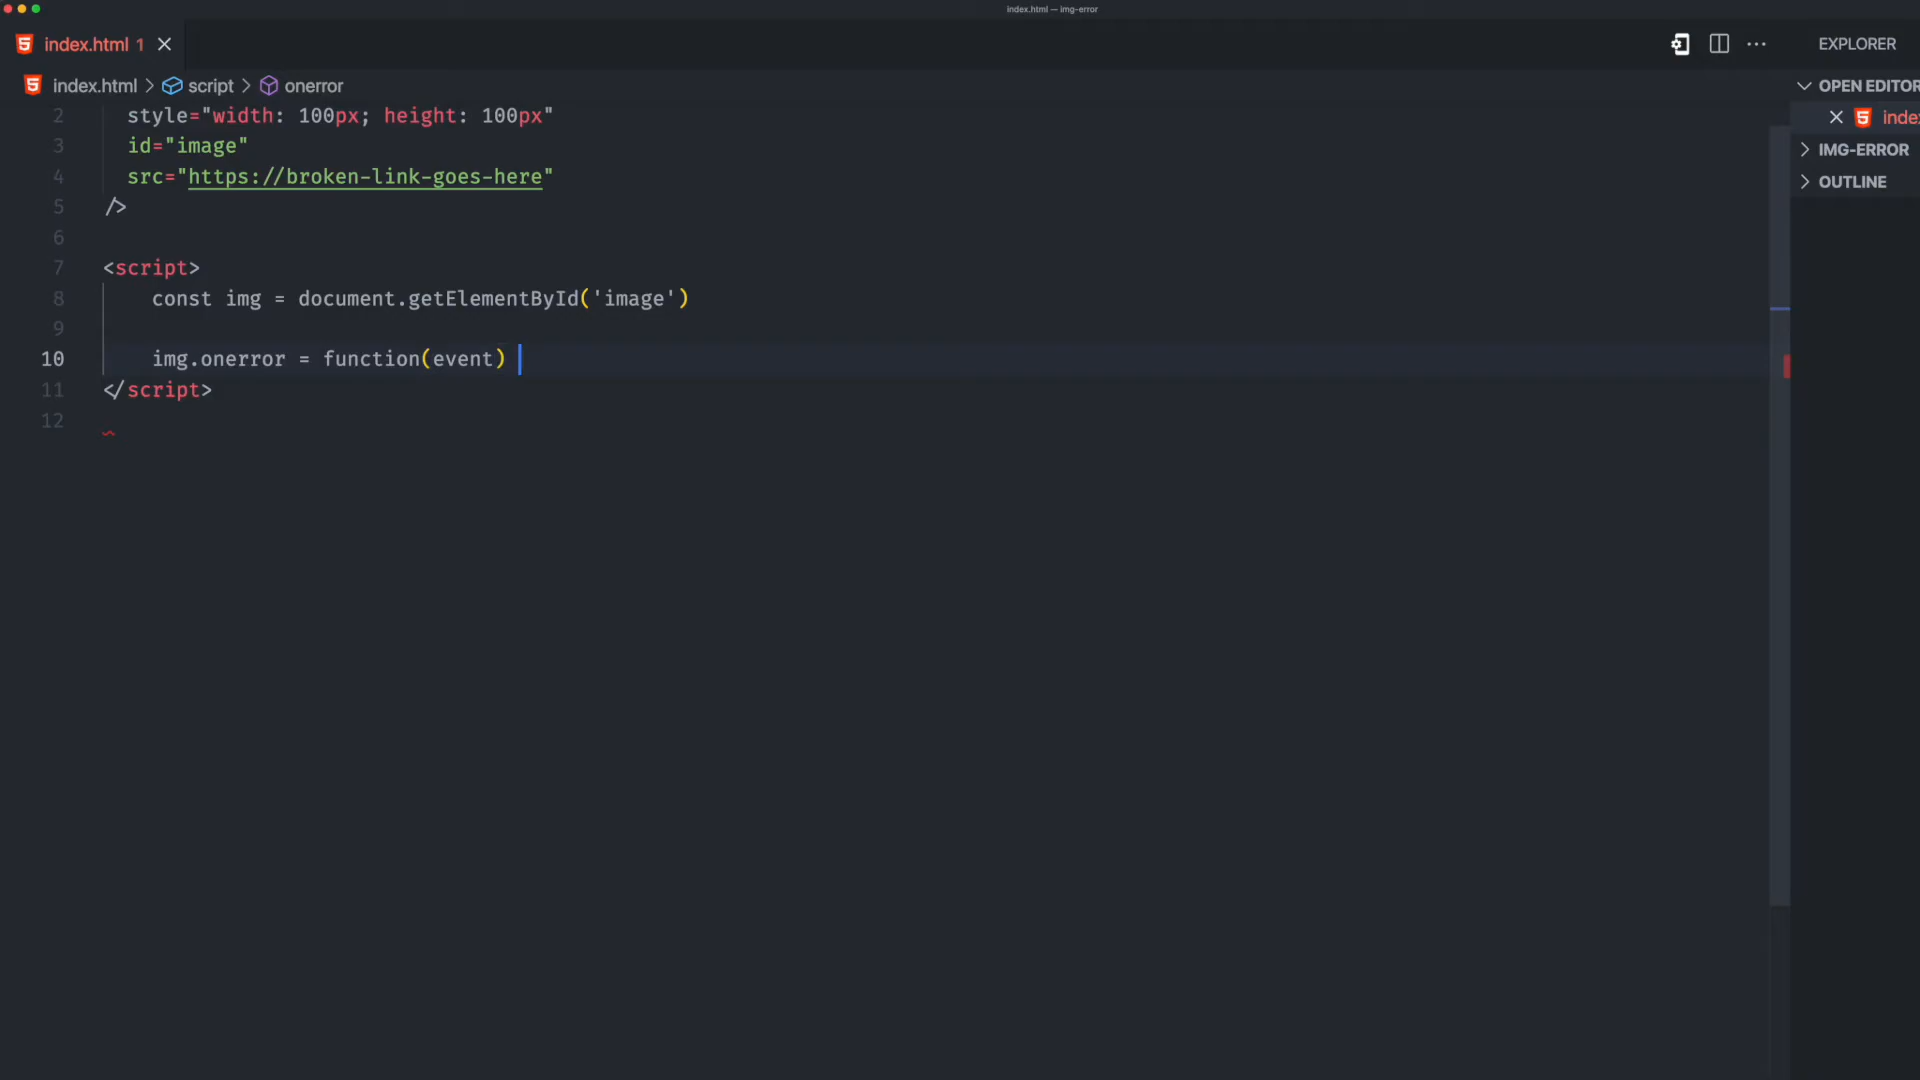 index.html — img-error
index.html 1
EXPLORER
index.html > script > onerror
OPEN EDITOR
inde
IMG-ERROR
OUTLINE
2 style="width: 100px; height: 100px"
3 id="image"
4 src="https://broken-link-goes-here"
5 />
6
7 <script>
8 const img = document.getElementById('image')
9
10 img.onerror = function(event)
11 </script>
12